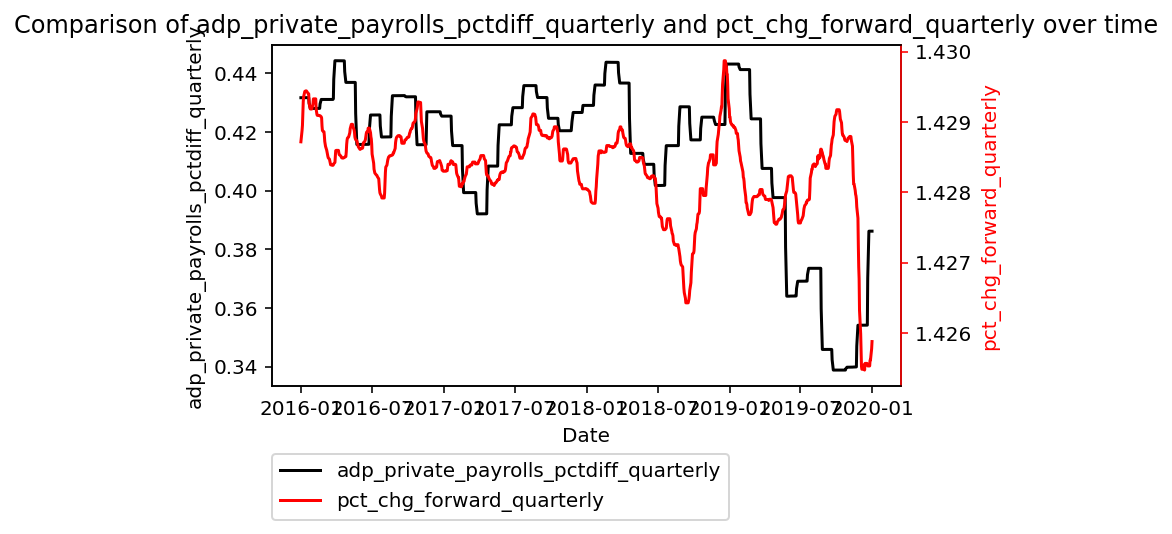 Comparison of adp_private_payrolls_pctdiff_quarterly and pct_chg_forward_quarterly over time
adp_private_payrolls_pctdiff_quarterly
0.44
0.42
0.40
0.38
0.36
0.34
1.430
1.429
1.428
1.427
1.426
pct_chg_forward_quarterly
2016-01 2016-07 2017-01 2017-07 2018-01 2018-07 2019-01 2019-07 2020-01
Date
adp_private_payrolls_pctdiff_quarterly
pct_chg_forward_quarterly